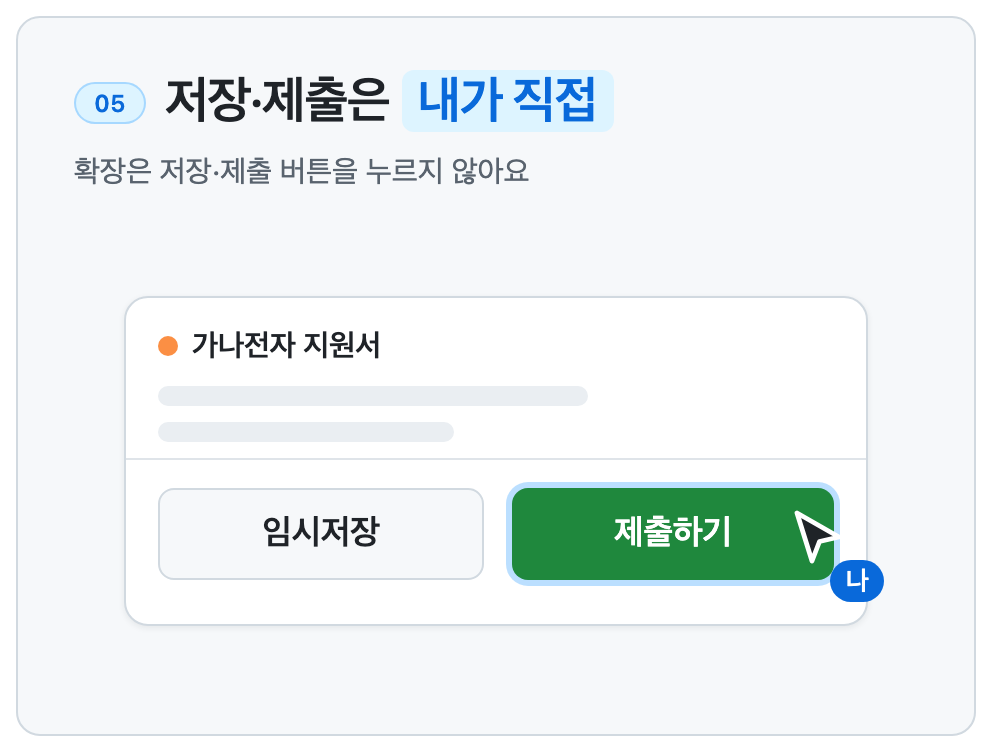 05 저장·제출은 내가 직접
확장은 저장·제출 버튼을 누르지 않아요
가나전자 지원서
임시저장
제출하기
나